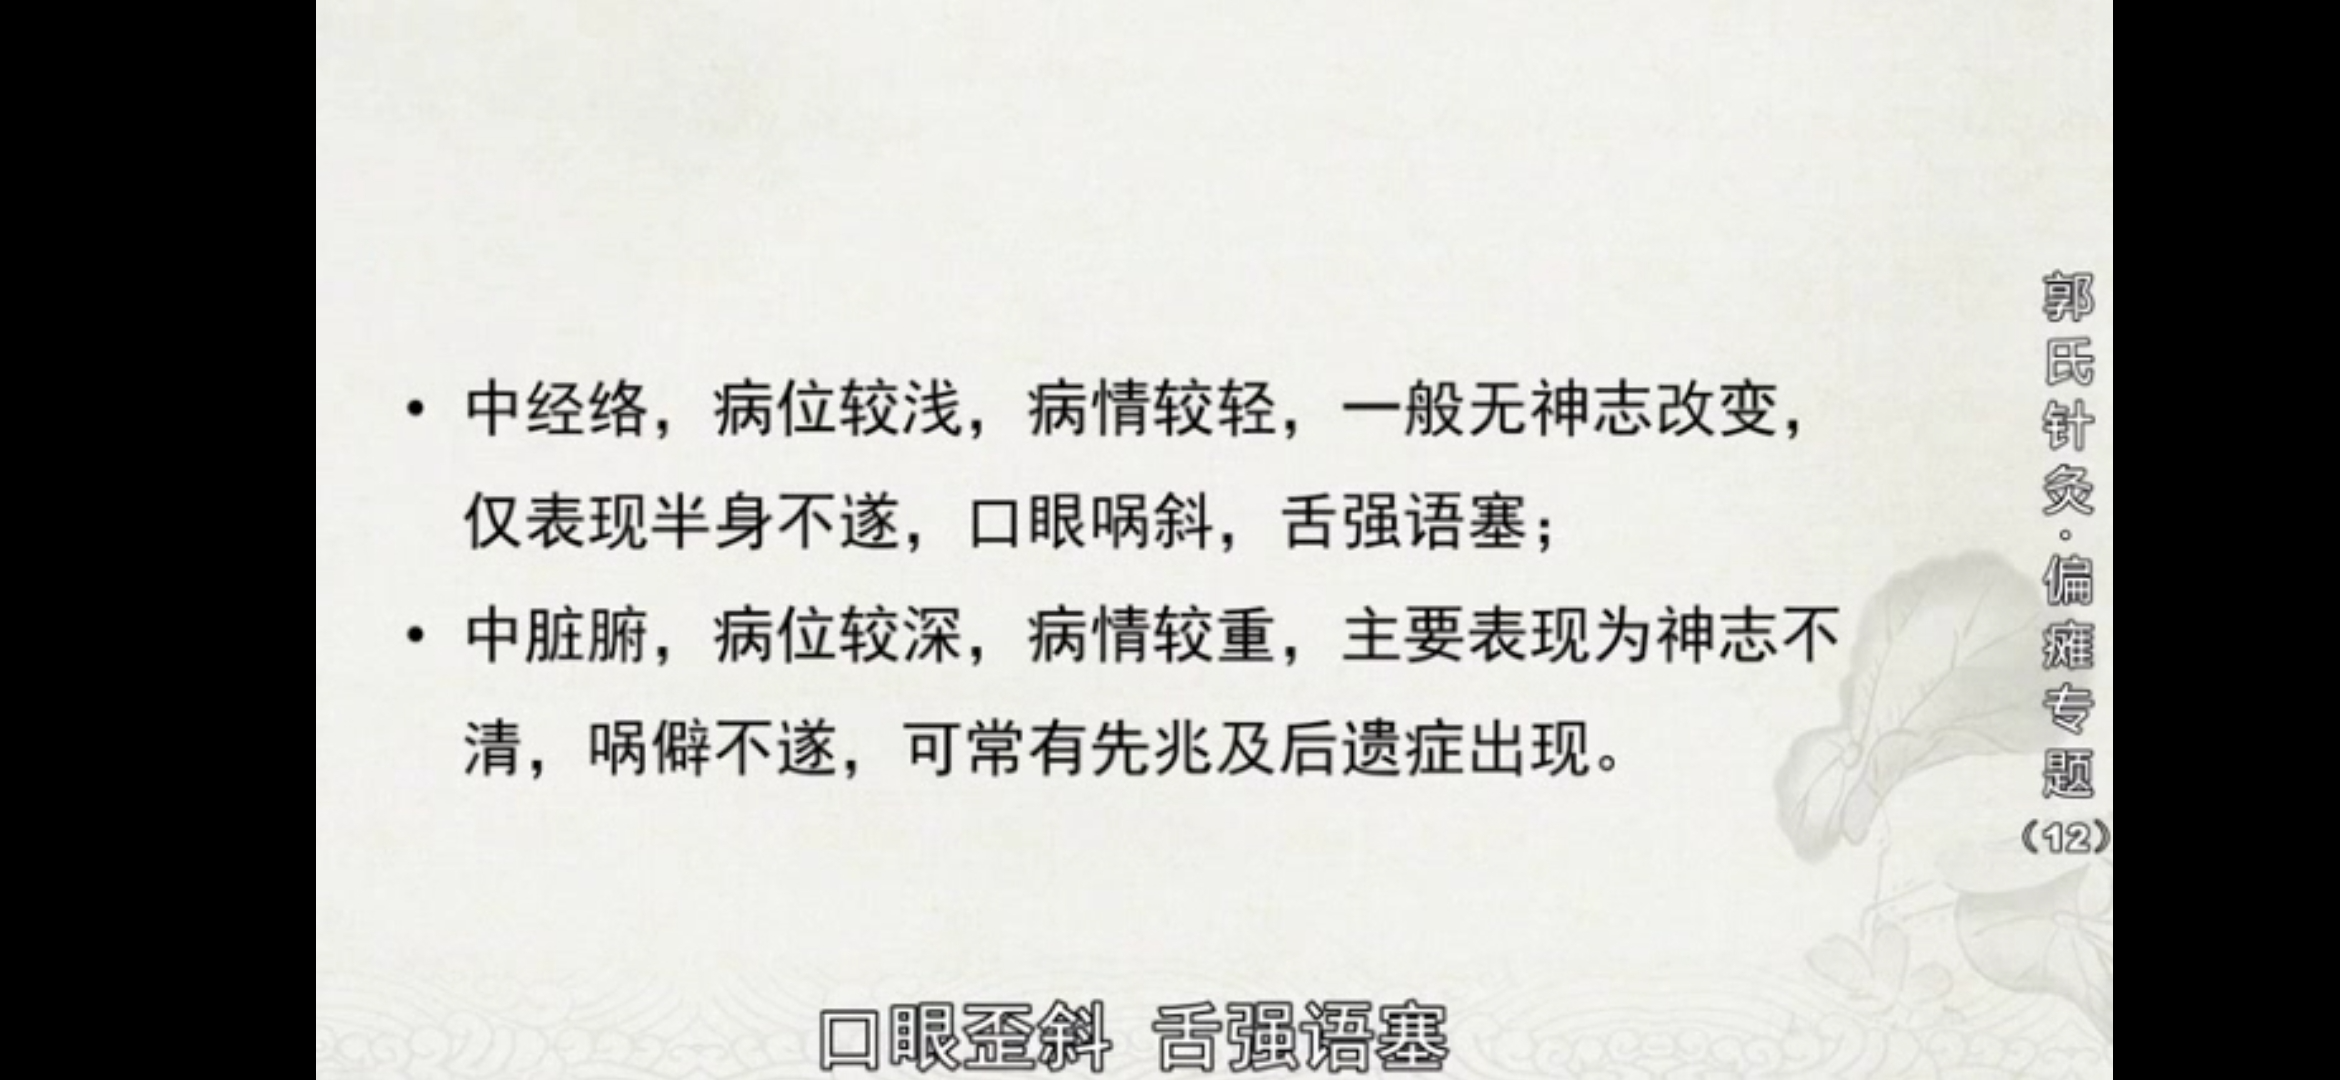 • 中经络，病位较浅，病情较轻，一般无神志改变，
仅表现半身不遂，口眼㖞斜，舌强语塞；
• 中脏腑，病位较深，病情较重，主要表现为神志不
清，㖞僻不遂，可常有先兆及后遗症出现。
郭氏针灸·偏瘫专题（12）
口眼歪斜 舌强语塞